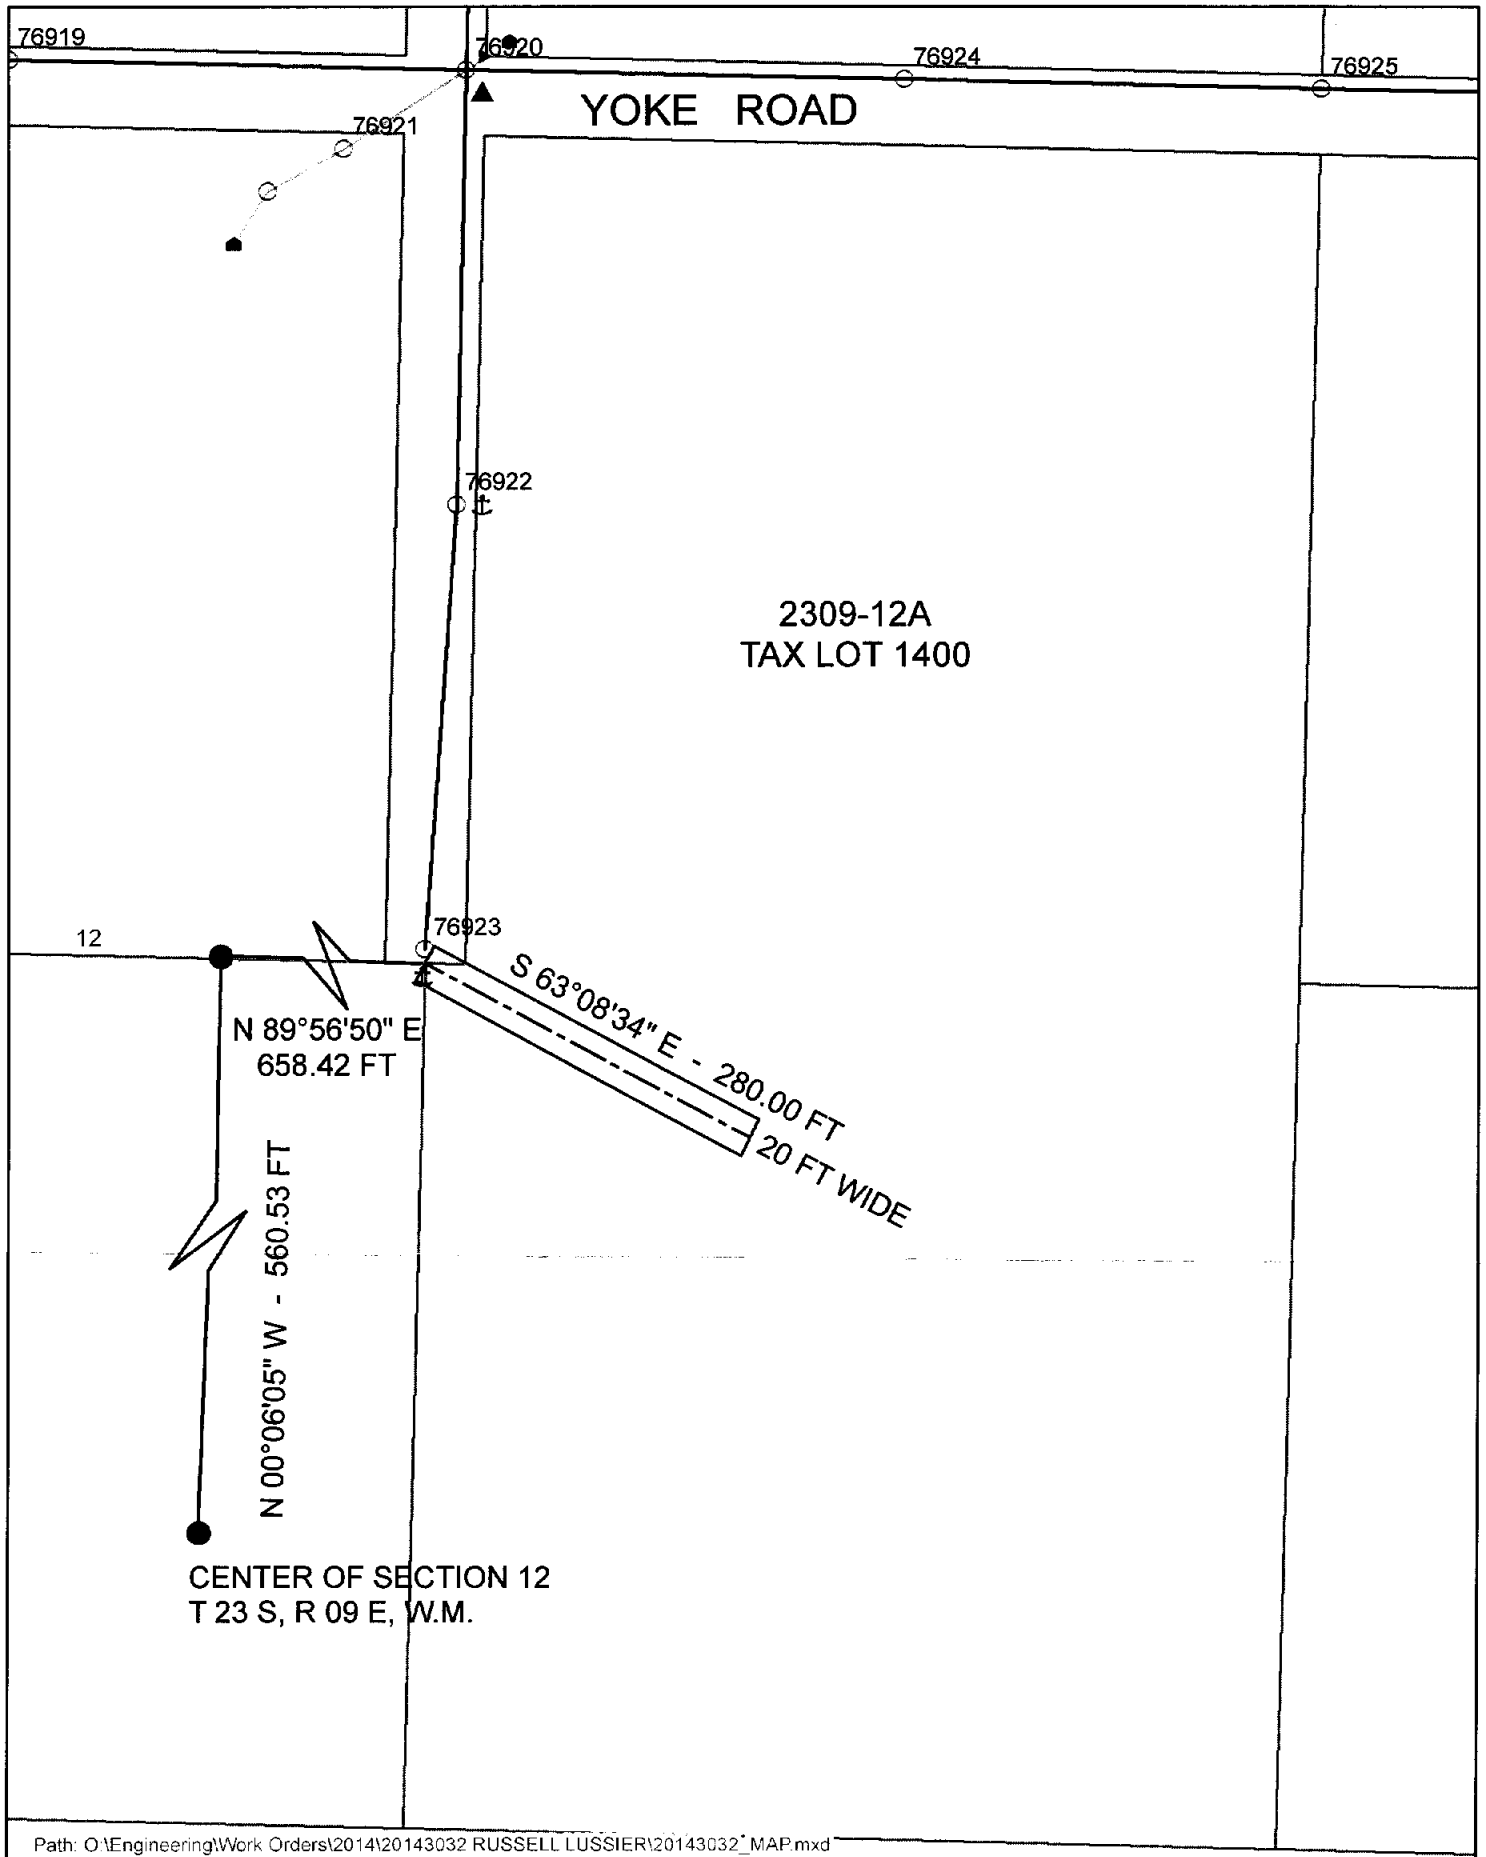 76919
76920
76924
76925
YOKE ROAD
76921
76922
2309-12A
TAX LOT 1400
76923
12
S 63°08'34" E - 280.00 FT
20 FT WIDE
N 89°56'50" E
658.42 FT
N 00°06'05" W - 560.53 FT
CENTER OF SECTION 12
T 23 S, R 09 E, W.M.
Path: O:\Engineering\Work Orders\2014\20143032 RUSSELL LUSSIER\20143032_MAP.mxd